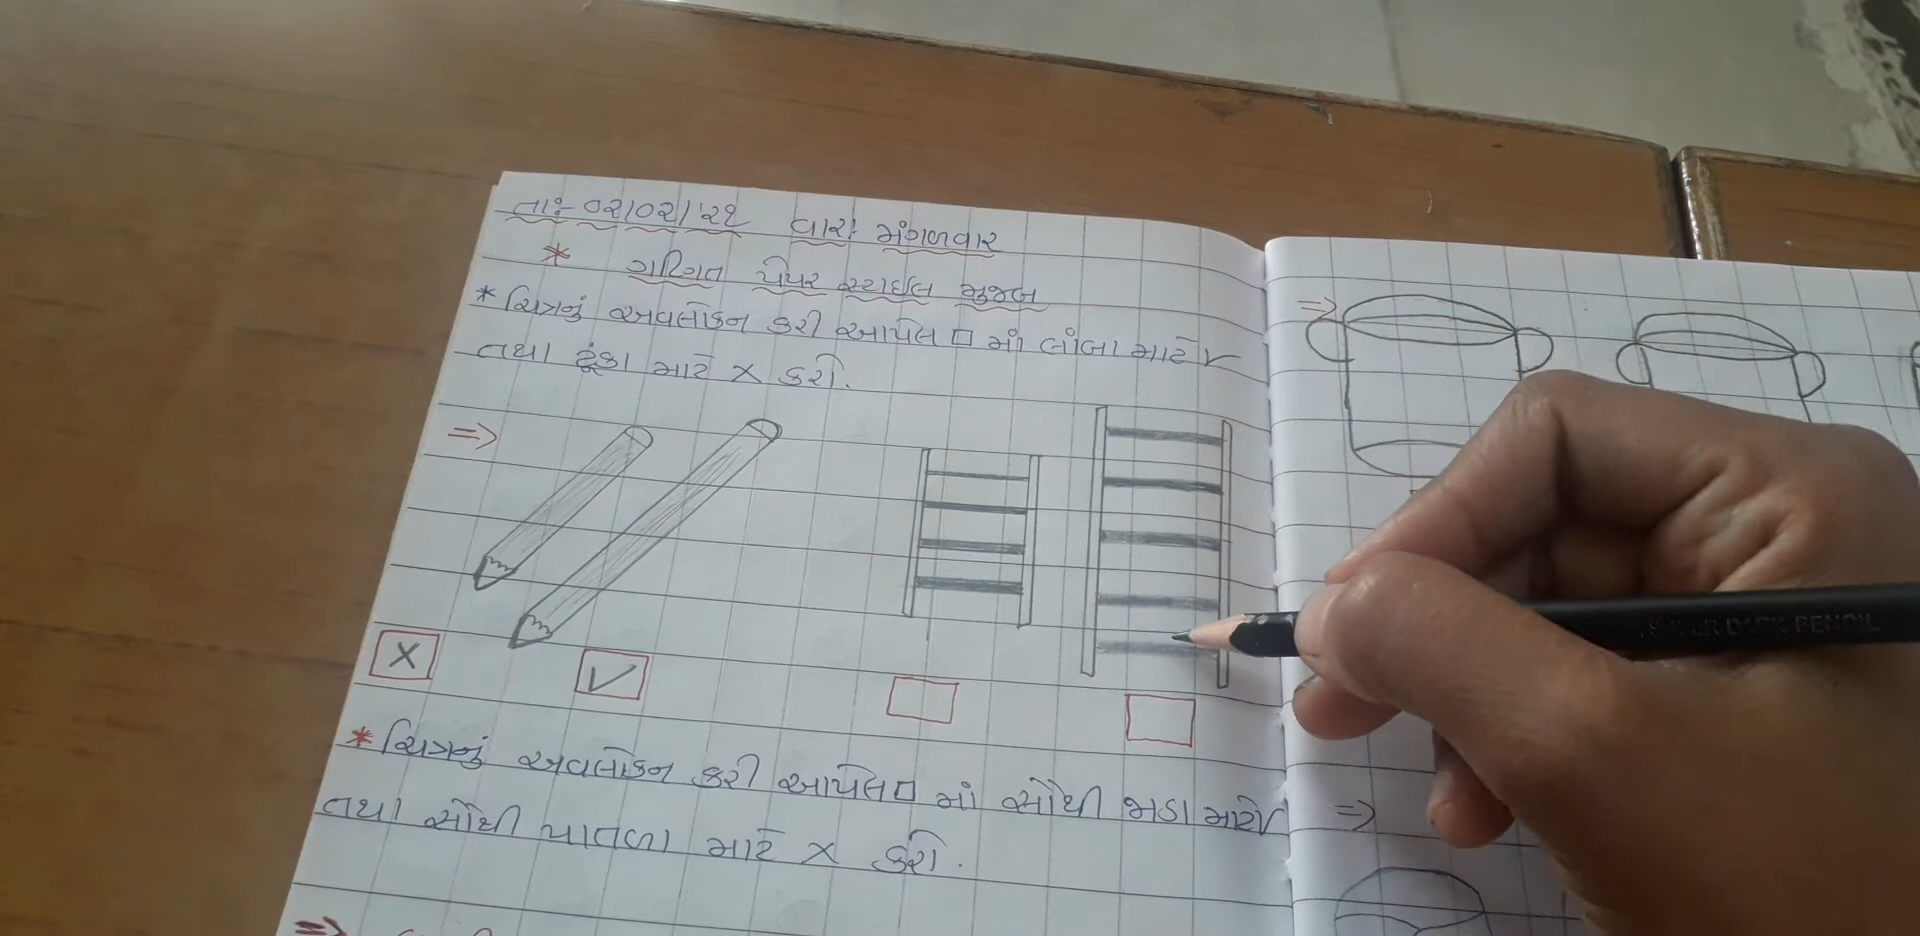 તાઃ- ૦૨/૦૨/'૨૧ વારઃ મંગળવાર
* ગણિત પેપર સ્ટાઈલ મુજબ
* ચિત્રનું અવલોકન કરી આપેલ □ માં લાંબા માટે ✓
તથા ટૂંકા માટે × કરો.
⇒
⇒
× ✓
* ચિત્રનું અવલોકન કરી આપેલ □ માં સૌથી જાડા માટે ✓
તથા સૌથી પાતળા માટે × કરો.
⇒
⇒